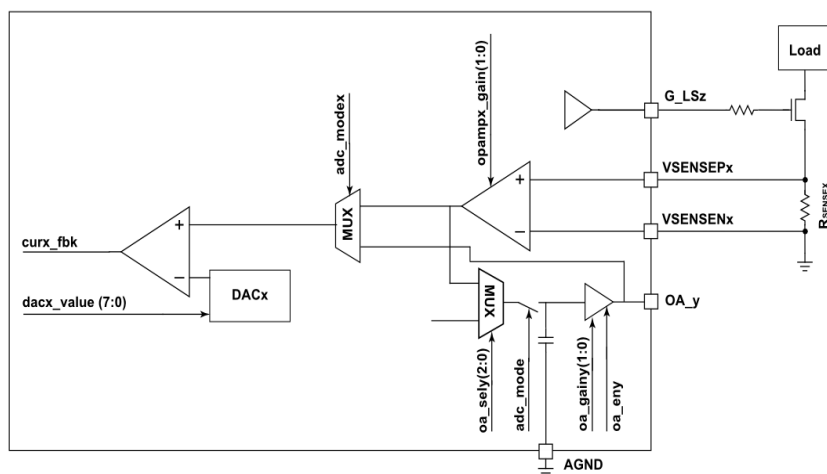 Load
G_LSz
opampx_gain(1:0)
adc_modex
VSENSEPx
+
MUX
+
RSENSEX
VSENSENx
curx_fbk
−
−
DACx
MUX
OA_y
dacx_value (7:0)
oa_sely(2:0)
adc_mode
oa_gainy(1:0)
oa_eny
AGND